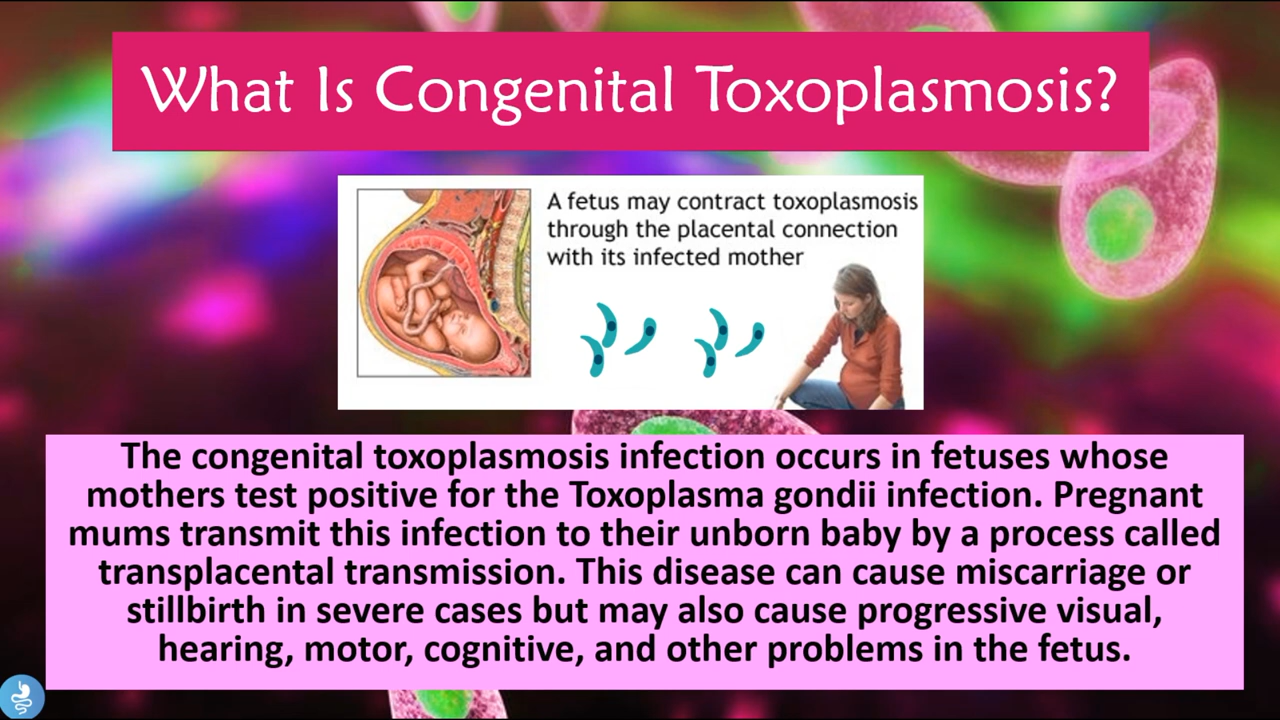 What Is Congenital Toxoplasmosis?
A fetus may contract toxoplasmosis
through the placental connection
with its infected mother
The congenital toxoplasmosis infection occurs in fetuses whose
mothers test positive for the Toxoplasma gondii infection. Pregnant
mums transmit this infection to their unborn baby by a process called
transplacental transmission. This disease can cause miscarriage or
stillbirth in severe cases but may also cause progressive visual,
hearing, motor, cognitive, and other problems in the fetus.